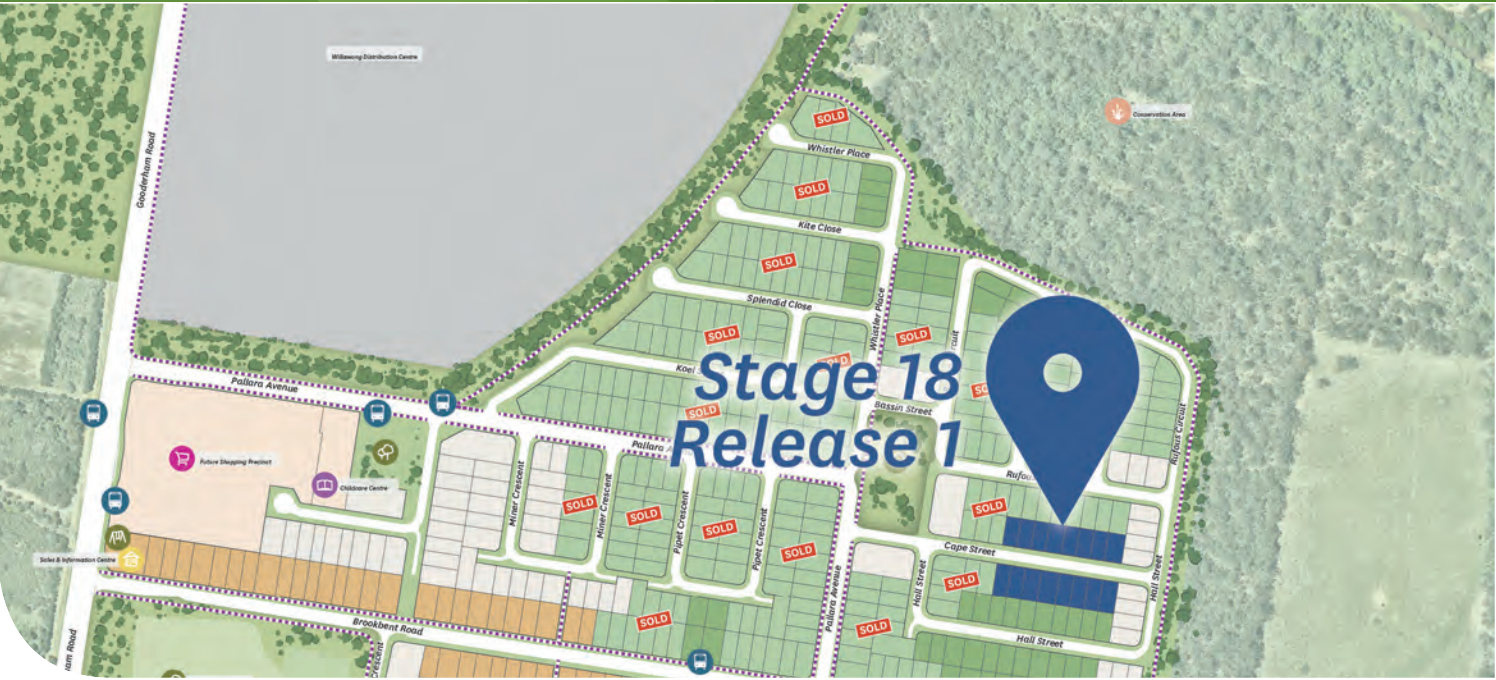 Willawong Distribution Centre
Conservation Area
Gooderham Road
SOLD
Whistler Place
SOLD
Kite Close
SOLD
Splendid Close
Whistler Place
SOLD
SOLD
SOLD
Stage 18
Release 1
Pallara Avenue
SOLD
Bassin Street
Pallara
Rufous Circuit
Future Shopping Precinct
Childcare Centre
Miner Crescent
SOLD
Miner Crescent
SOLD
Pipet Crescent
SOLD
Pipet Crescent
SOLD
SOLD
Sales & Information Centre
Cape Street
Hall Street
SOLD
Hall Street
Pallara Avenue
SOLD
SOLD
Hall Street
Brookbent Road